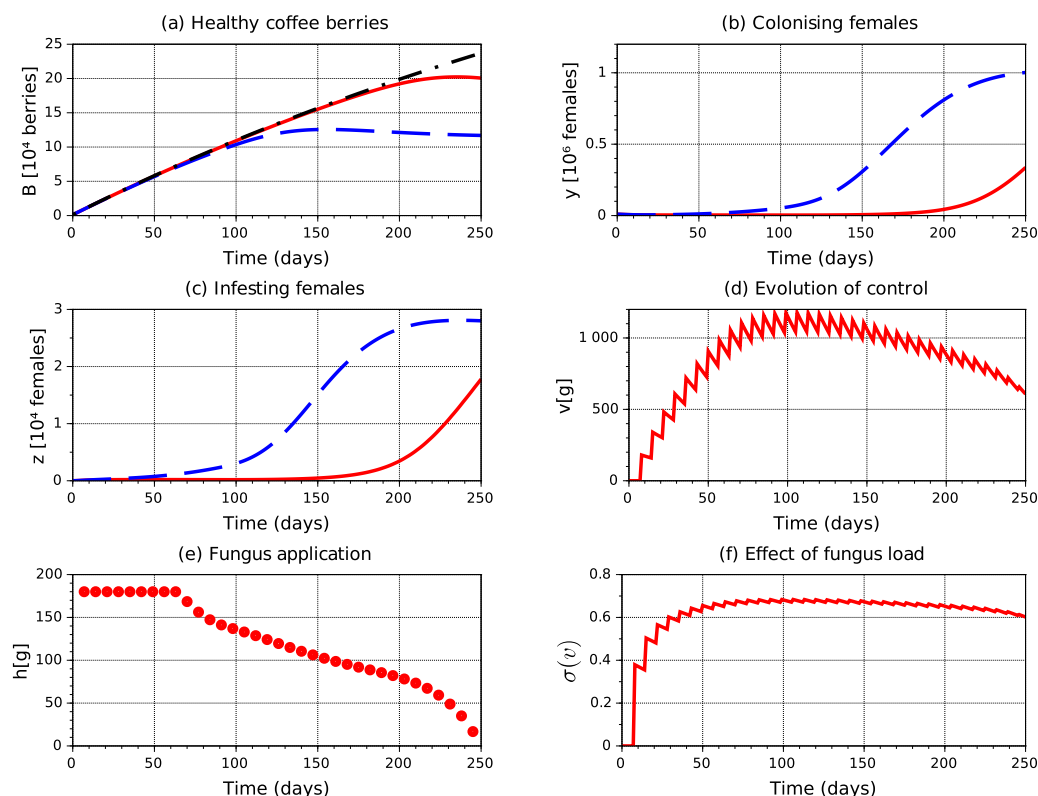 (a) Healthy coffee berries
B [10⁴ berries]
25
20
15
10
5
0
0 50 100 150 200 250
Time (days)
(b) Colonising females
y [10⁶ females]
1
0.5
0
0 50 100 150 200 250
Time (days)
(c) Infesting females
z [10⁴ females]
3
2
1
0
0 50 100 150 200 250
Time (days)
(d) Evolution of control
v[g]
1 000
500
0
0 50 100 150 200 250
Time (days)
(e) Fungus application
h[g]
200
150
100
50
0
0 50 100 150 200 250
Time (days)
(f) Effect of fungus load
σ(v)
0.8
0.6
0.4
0.2
0
0 50 100 150 200 250
Time (days)